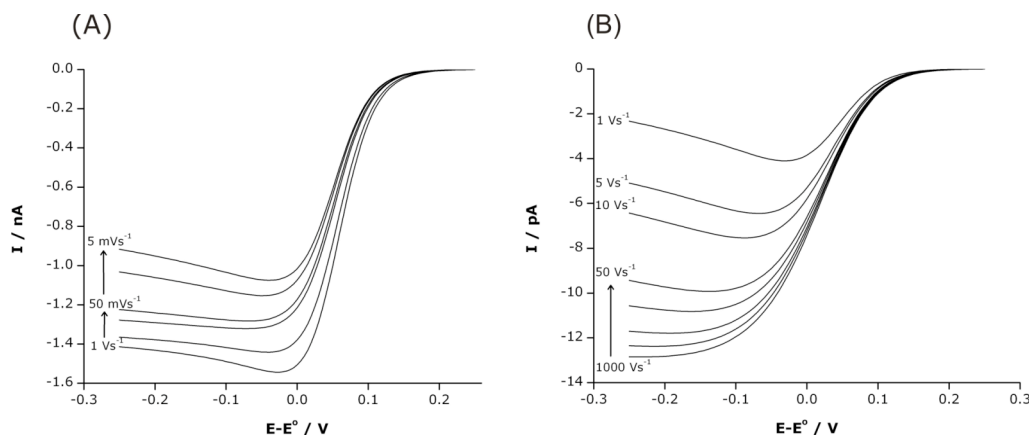 (A)
0.0
-0.2
-0.4
-0.6
-0.8
-1.0
-1.2
-1.4
-1.6
I / nA
5 mVs⁻¹
50 mVs⁻¹
1 Vs⁻¹
-0.3 -0.2 -0.1 0.0 0.1 0.2
E-E° / V
(B)
0
-2
-4
-6
-8
-10
-12
-14
I / pA
1 Vs⁻¹
5 Vs⁻¹
10 Vs⁻¹
50 Vs⁻¹
1000 Vs⁻¹
-0.3 -0.2 -0.1 0.0 0.1 0.2 0.3
E-E° / V